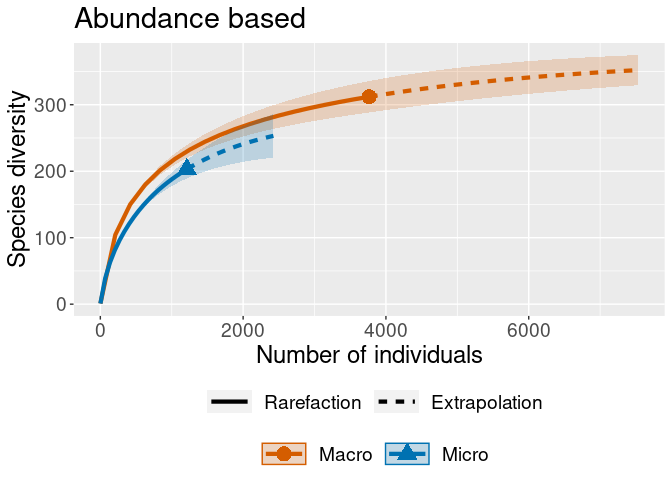 Abundance based
Species diversity
300
200
100
0
0 2000 4000 6000
Number of individuals
Rarefaction Extrapolation
Macro Micro